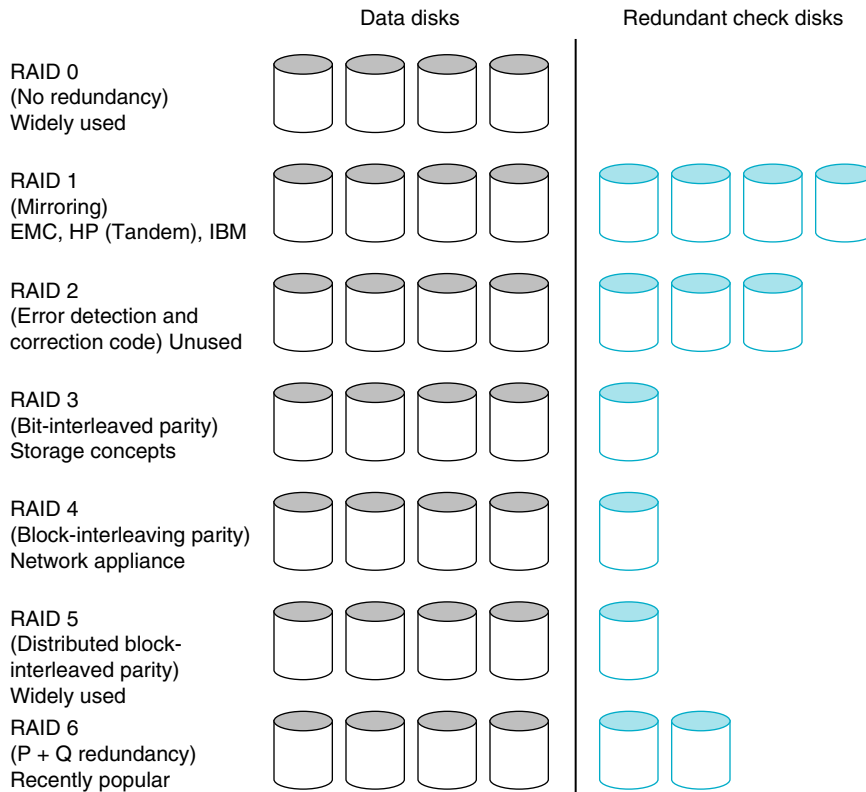 Data disks
Redundant check disks
RAID 0
(No redundancy)
Widely used
RAID 1
(Mirroring)
EMC, HP (Tandem), IBM
RAID 2
(Error detection and
correction code) Unused
RAID 3
(Bit-interleaved parity)
Storage concepts
RAID 4
(Block-interleaving parity)
Network appliance
RAID 5
(Distributed block-
interleaved parity)
Widely used
RAID 6
(P + Q redundancy)
Recently popular